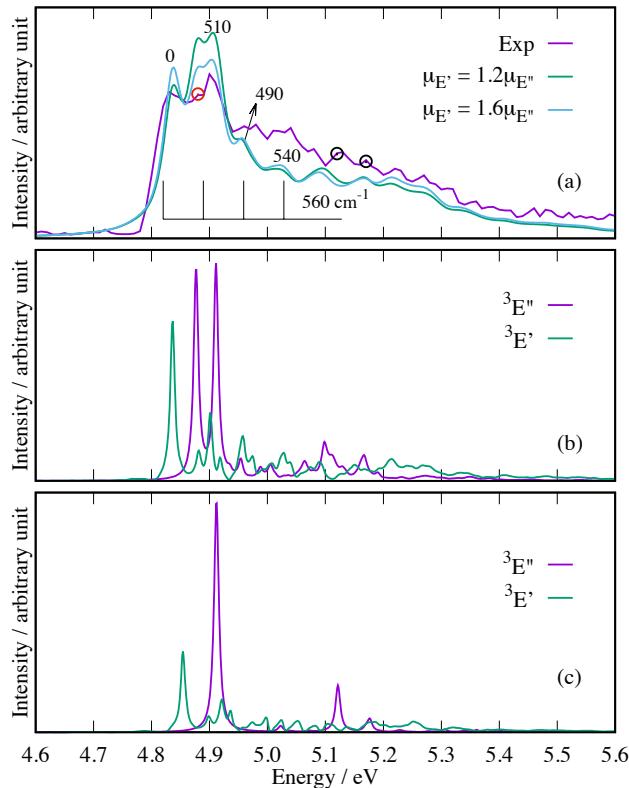 Intensity / arbitrary unit
0
510
Exp
μE' = 1.2μE"
μE' = 1.6μE"
490
540
560 cm-1
(a)
Intensity / arbitrary unit
3E"
3E'
(b)
Intensity / arbitrary unit
3E"
3E'
(c)
4.6 4.7 4.8 4.9 5.0 5.1 5.2 5.3 5.4 5.5 5.6
Energy / eV